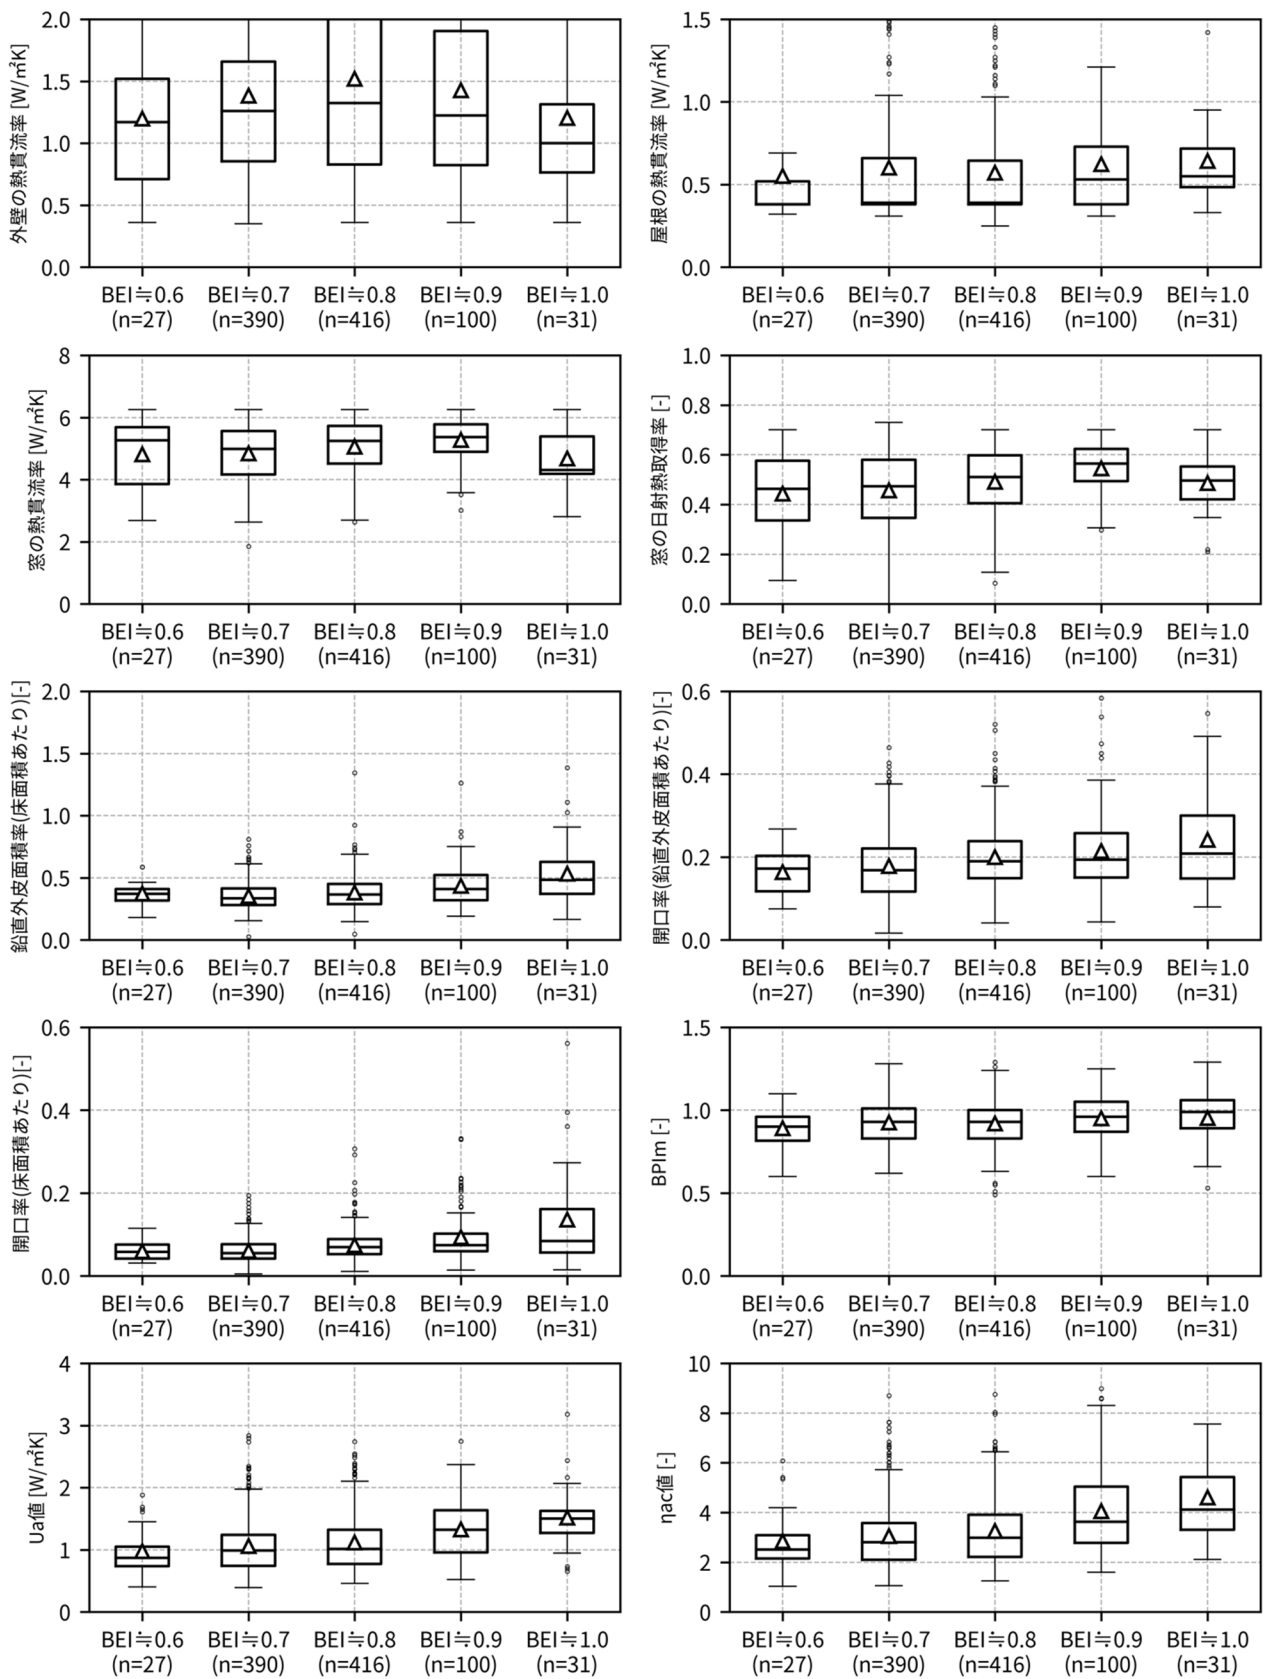 外壁の熱貫流率 [W/㎡K]
2.0
1.5
1.0
0.5
0.0
BEI≒0.6 BEI≒0.7 BEI≒0.8 BEI≒0.9 BEI≒1.0
(n=27) (n=390) (n=416) (n=100) (n=31)
屋根の熱貫流率 [W/㎡K]
1.5
1.0
0.5
0.0
BEI≒0.6 BEI≒0.7 BEI≒0.8 BEI≒0.9 BEI≒1.0
(n=27) (n=390) (n=416) (n=100) (n=31)
窓の熱貫流率 [W/㎡K]
8
6
4
2
0
BEI≒0.6 BEI≒0.7 BEI≒0.8 BEI≒0.9 BEI≒1.0
(n=27) (n=390) (n=416) (n=100) (n=31)
窓の日射熱取得率 [-]
1.0
0.8
0.6
0.4
0.2
0.0
BEI≒0.6 BEI≒0.7 BEI≒0.8 BEI≒0.9 BEI≒1.0
(n=27) (n=390) (n=416) (n=100) (n=31)
鉛直外皮面積率(床面積あたり)[-]
2.0
1.5
1.0
0.5
0.0
BEI≒0.6 BEI≒0.7 BEI≒0.8 BEI≒0.9 BEI≒1.0
(n=27) (n=390) (n=416) (n=100) (n=31)
開口率(鉛直外皮面積あたり)[-]
0.6
0.4
0.2
0.0
BEI≒0.6 BEI≒0.7 BEI≒0.8 BEI≒0.9 BEI≒1.0
(n=27) (n=390) (n=416) (n=100) (n=31)
開口率(床面積あたり)[-]
0.6
0.4
0.2
0.0
BEI≒0.6 BEI≒0.7 BEI≒0.8 BEI≒0.9 BEI≒1.0
(n=27) (n=390) (n=416) (n=100) (n=31)
BPIm [-]
1.5
1.0
0.5
0.0
BEI≒0.6 BEI≒0.7 BEI≒0.8 BEI≒0.9 BEI≒1.0
(n=27) (n=390) (n=416) (n=100) (n=31)
Ua値 [W/㎡K]
4
3
2
1
0
BEI≒0.6 BEI≒0.7 BEI≒0.8 BEI≒0.9 BEI≒1.0
(n=27) (n=390) (n=416) (n=100) (n=31)
ηac値 [-]
10
8
6
4
2
0
BEI≒0.6 BEI≒0.7 BEI≒0.8 BEI≒0.9 BEI≒1.0
(n=27) (n=390) (n=416) (n=100) (n=31)